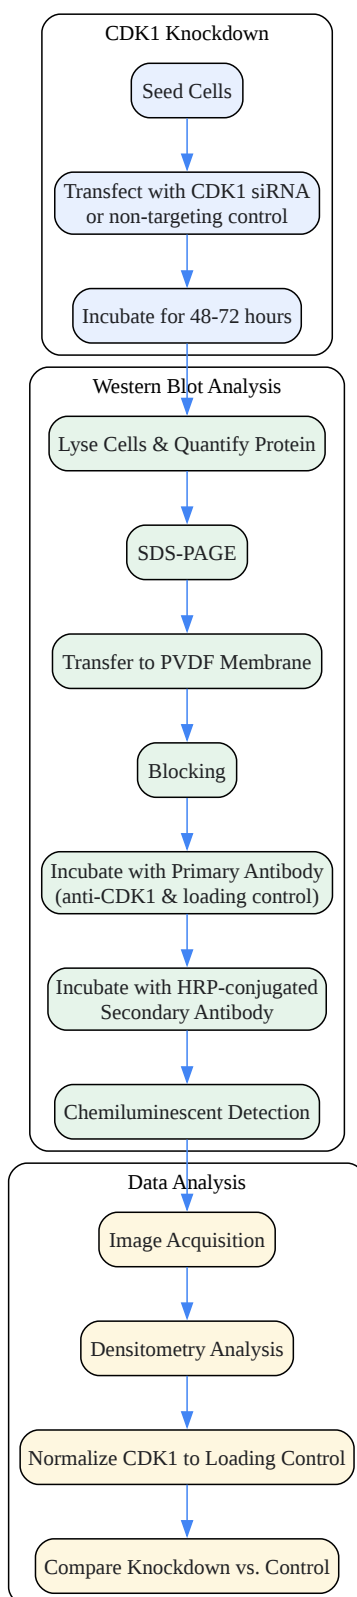 CDK1 Knockdown
Seed Cells
Transfect with CDK1 siRNA
or non-targeting control
Incubate for 48-72 hours
Western Blot Analysis
Lyse Cells & Quantify Protein
SDS-PAGE
Transfer to PVDF Membrane
Blocking
Incubate with Primary Antibody
(anti-CDK1 & loading control)
Incubate with HRP-conjugated
Secondary Antibody
Chemiluminescent Detection
Data Analysis
Image Acquisition
Densitometry Analysis
Normalize CDK1 to Loading Control
Compare Knockdown vs. Control